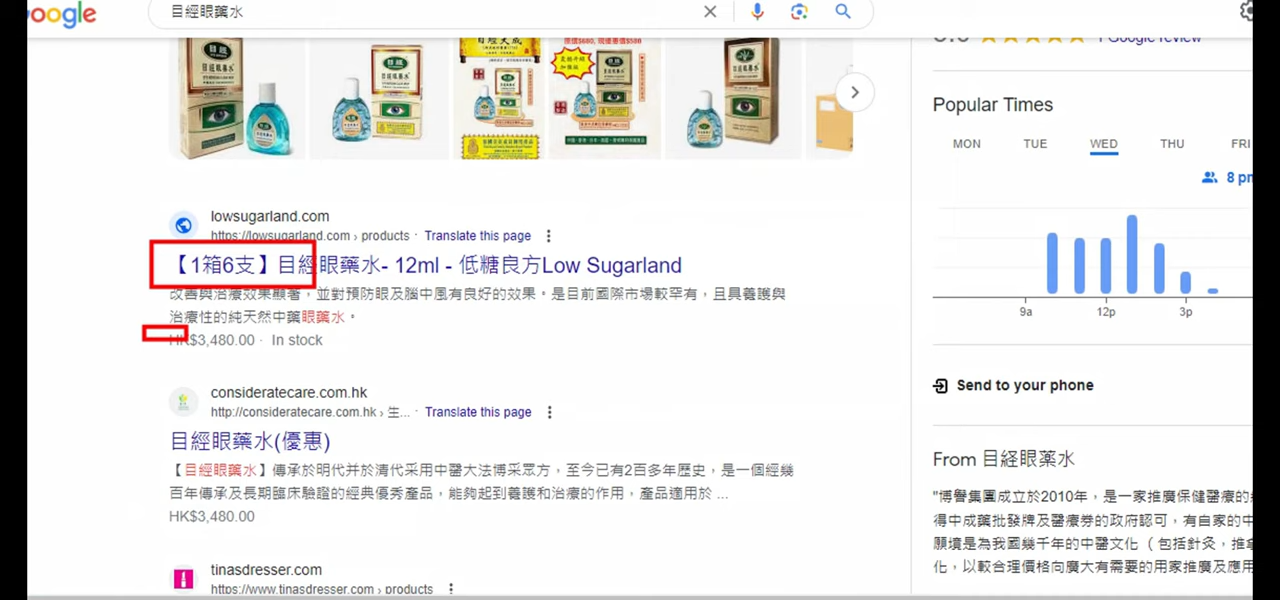 oogle
目經眼藥水
1 Google review
Popular Times
MON TUE WED THU FRI
8 pm
9a 12p 3p
lowsugarland.com
https://lowsugarland.com › products · Translate this page
【1箱6支】目經眼藥水- 12ml - 低糖良方Low Sugarland
改善與治療效果顯著，並對預防眼及腦中風有良好的效果。是目前國際市場較罕有，且具養護與
治療性的純天然中藥眼藥水。
HK$3,480.00 · In stock
consideratecare.com.hk
http://consideratecare.com.hk › 生... · Translate this page
目經眼藥水(優惠)
【目經眼藥水】傳承於明代并於清代采用中醫大法博采眾方，至今已有2百多年歷史，是一個經幾
百年傳承及長期臨床驗證的經典優秀產品，能夠起到養護和治療的作用，產品適用於 ...
HK$3,480.00
tinasdresser.com
https://www.tinasdresser.com › products
Send to your phone
From 目経眼薬水
"博譽集團成立於2010年，是一家推廣保健醫療的
得中成藥批發牌及醫療券的政府認可，有自家的中
願境是為我國幾千年的中醫文化（包括針灸，推拿
化，以較合理價格向廣大有需要的用家推廣及應用